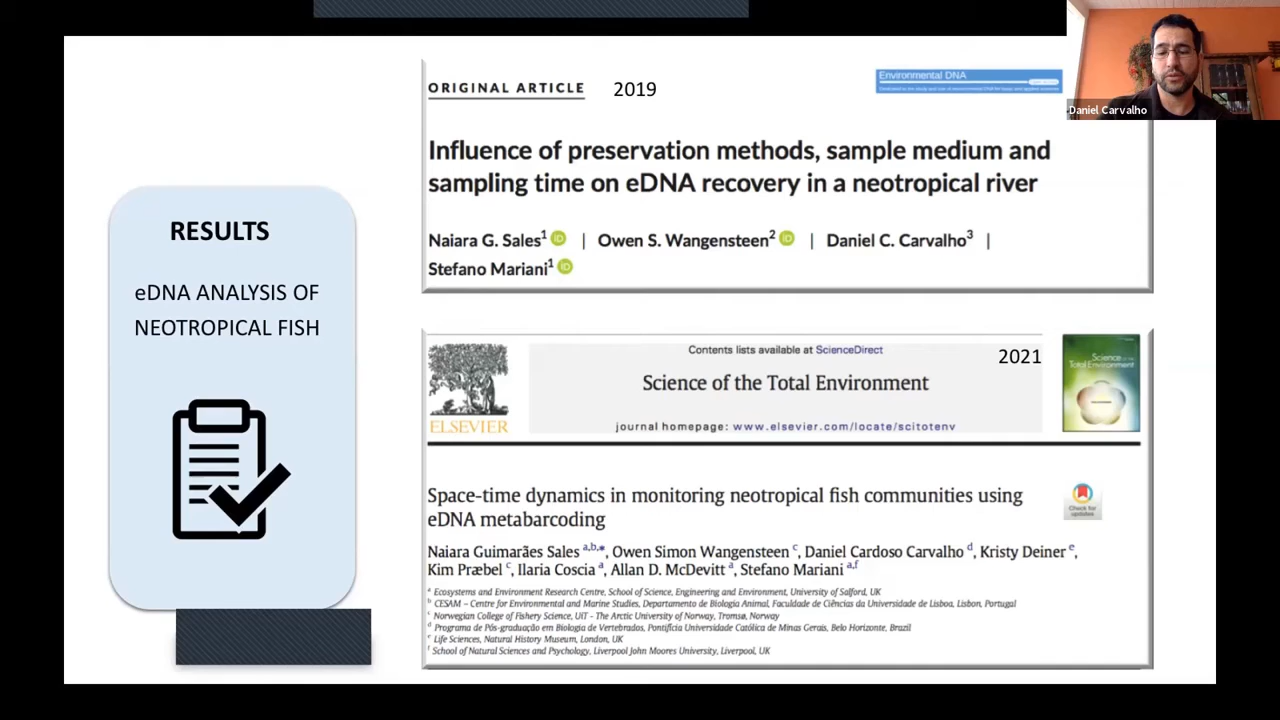 ORIGINAL ARTICLE 2019
Environmental DNA
Daniel Carvalho
Influence of preservation methods, sample medium and
sampling time on eDNA recovery in a neotropical river
Naiara G. Sales1 | Owen S. Wangensteen2 | Daniel C. Carvalho3 |
Stefano Mariani1
RESULTS
eDNA ANALYSIS OF
NEOTROPICAL FISH
Contents lists available at ScienceDirect
2021
Science of the Total Environment
journal homepage: www.elsevier.com/locate/scitotenv
ELSEVIER
Science of the
Total Environment
Space-time dynamics in monitoring neotropical fish communities using
eDNA metabarcoding
Check for
updates
Naiara Guimarães Sales a,b,*, Owen Simon Wangensteen c, Daniel Cardoso Carvalho d, Kristy Deiner e,
Kim Præbel c, Ilaria Coscia a, Allan D. McDevitt a, Stefano Mariani a,f
a Ecosystems and Environment Research Centre, School of Science, Engineering and Environment, University of Salford, UK
b CESAM – Centre for Environmental and Marine Studies, Departamento de Biologia Animal, Faculdade de Ciências da Universidade de Lisboa, Lisbon, Portugal
c Norwegian College of Fishery Science, UiT - The Arctic University of Norway, Tromsø, Norway
d Programa de Pós-graduação em Biologia de Vertebrados, Pontifícia Universidade Católica de Minas Gerais, Belo Horizonte, Brazil
e Life Sciences, Natural History Museum, London, UK
f School of Natural Sciences and Psychology, Liverpool John Moores University, Liverpool, UK